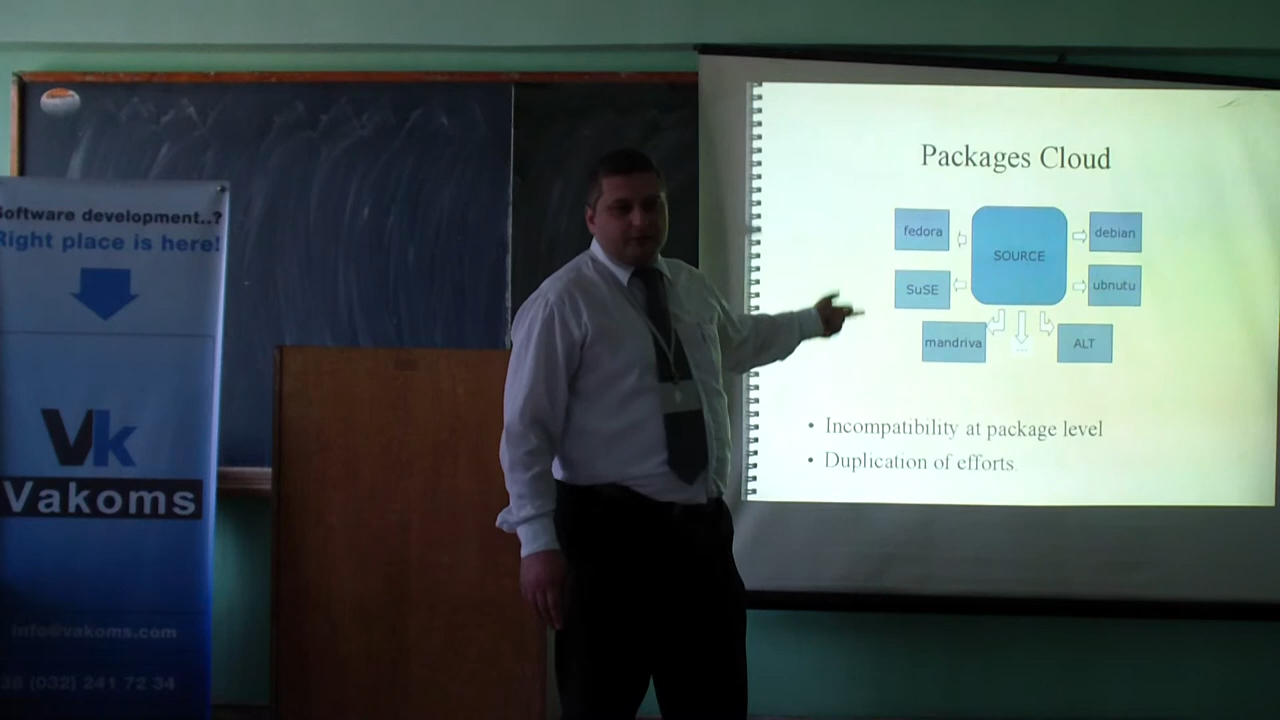 Software development..?
Right place is here!
Vk
Vakoms
info@vakoms.com
38 (032) 241 72 34
Packages Cloud
fedora
SOURCE
debian
SuSE
ubnutu
mandriva
...
ALT
• Incompatibility at package level
• Duplication of efforts